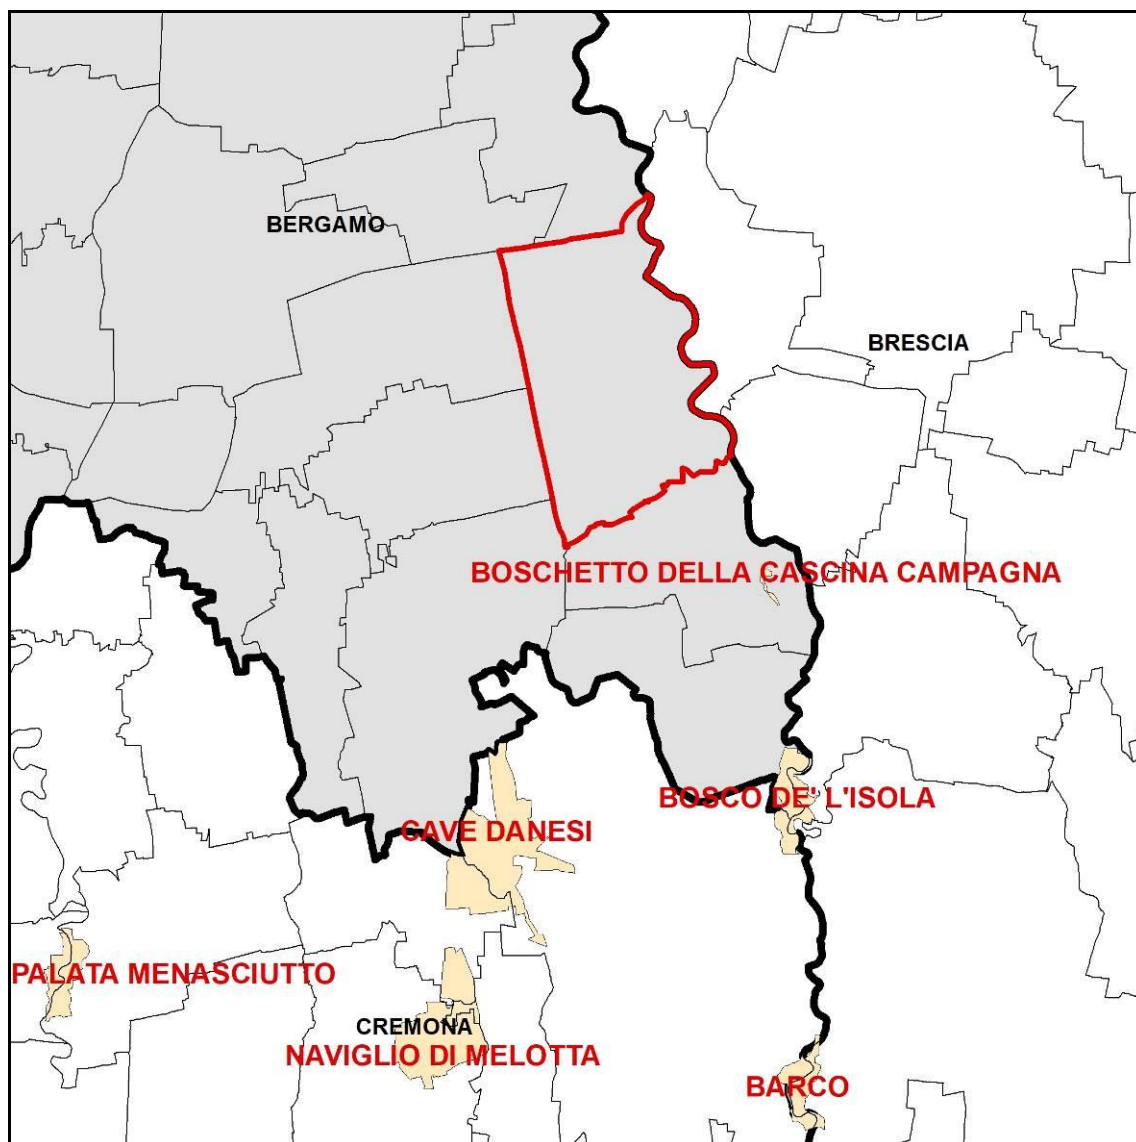 BERGAMO
BRESCIA
BOSCHETTO DELLA CASCINA CAMPAGNA
BOSCO DE' L'ISOLA
CAVE DANESI
PALATA MENASCIUTTO
CREMONA
NAVIGLIO DI MELOTTA
BARCO